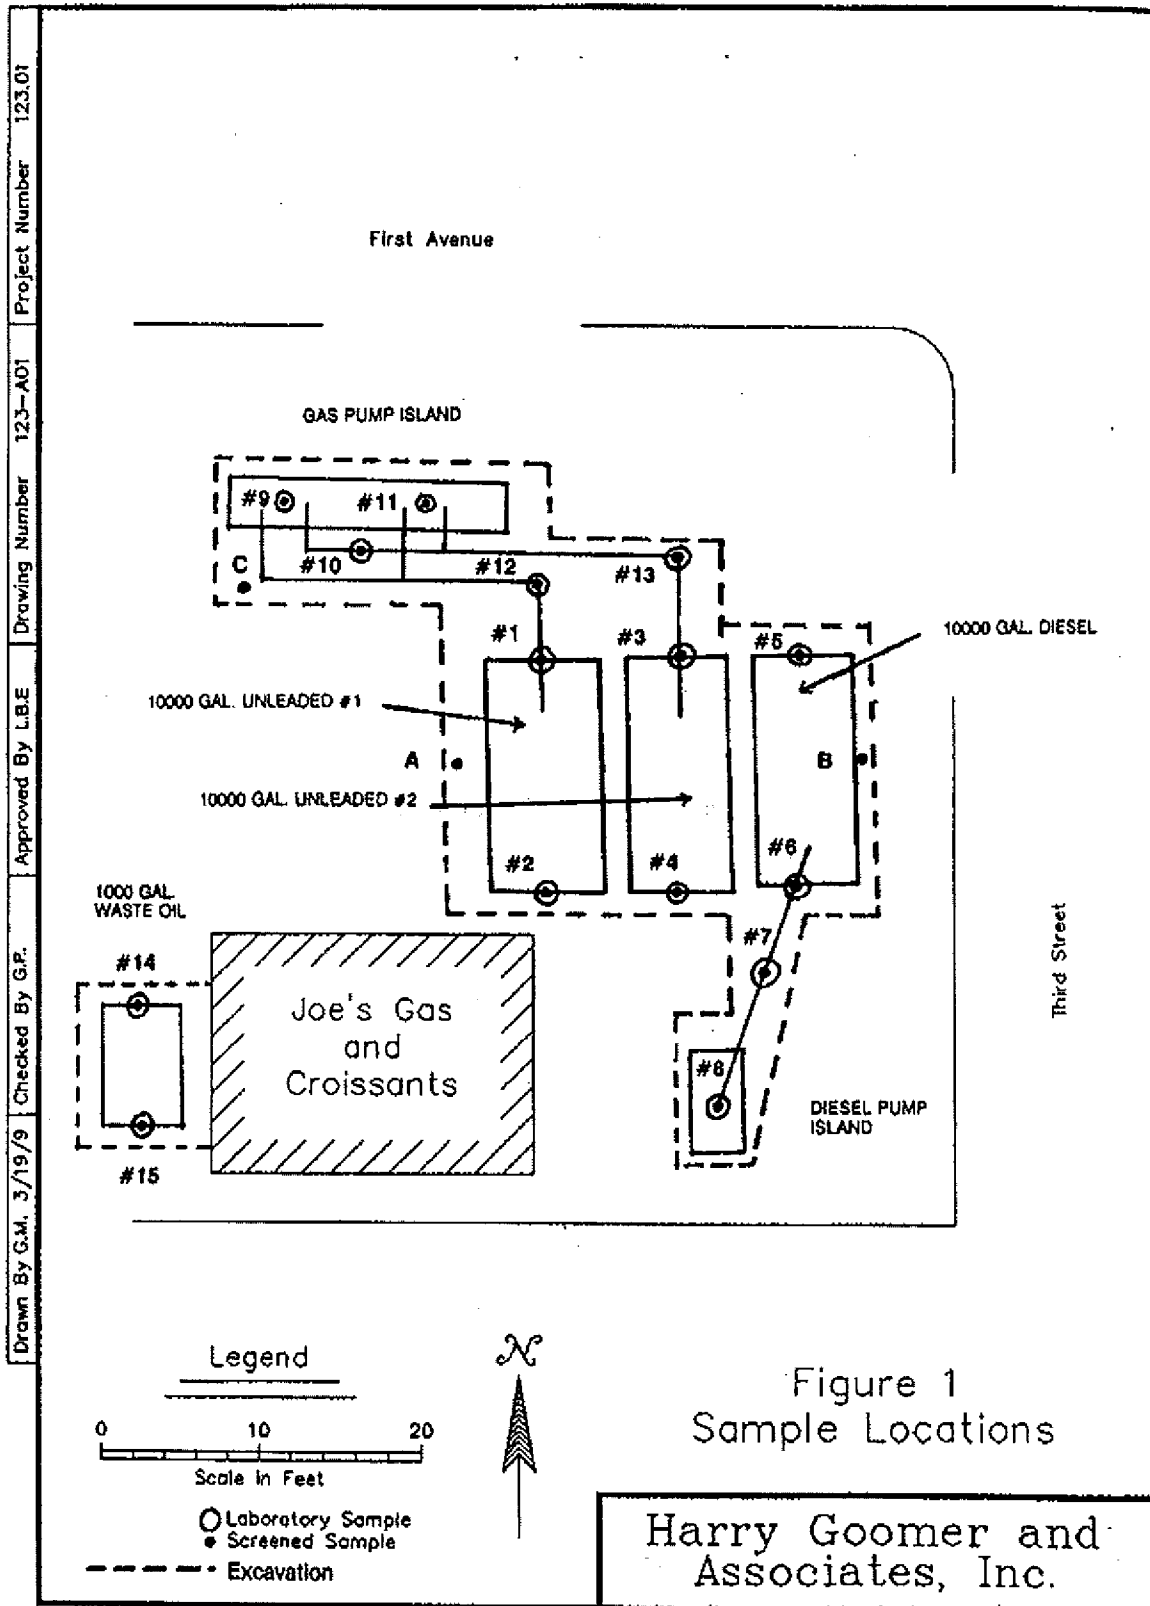 Project Number 123.01
Drawing Number 123-A01
Approved By L.B.E
Checked By G.P.
Drawn By G.M. 3/19/9
First Avenue
GAS PUMP ISLAND
#9
#11
#10
C
#12
#13
#1
#3
#5
10000 GAL. DIESEL
10000 GAL. UNLEADED #1
A
B
10000 GAL. UNLEADED #2
#2
#4
#6
1000 GAL.
WASTE OIL
#14
#7
Third Street
Joe's Gas
and
Croissants
#8
DIESEL PUMP
ISLAND
#15
Legend
0 10 20
Scale In Feet
Laboratory Sample
Screened Sample
Excavation
N
Figure 1
Sample Locations
Harry Goomer and
Associates, Inc.